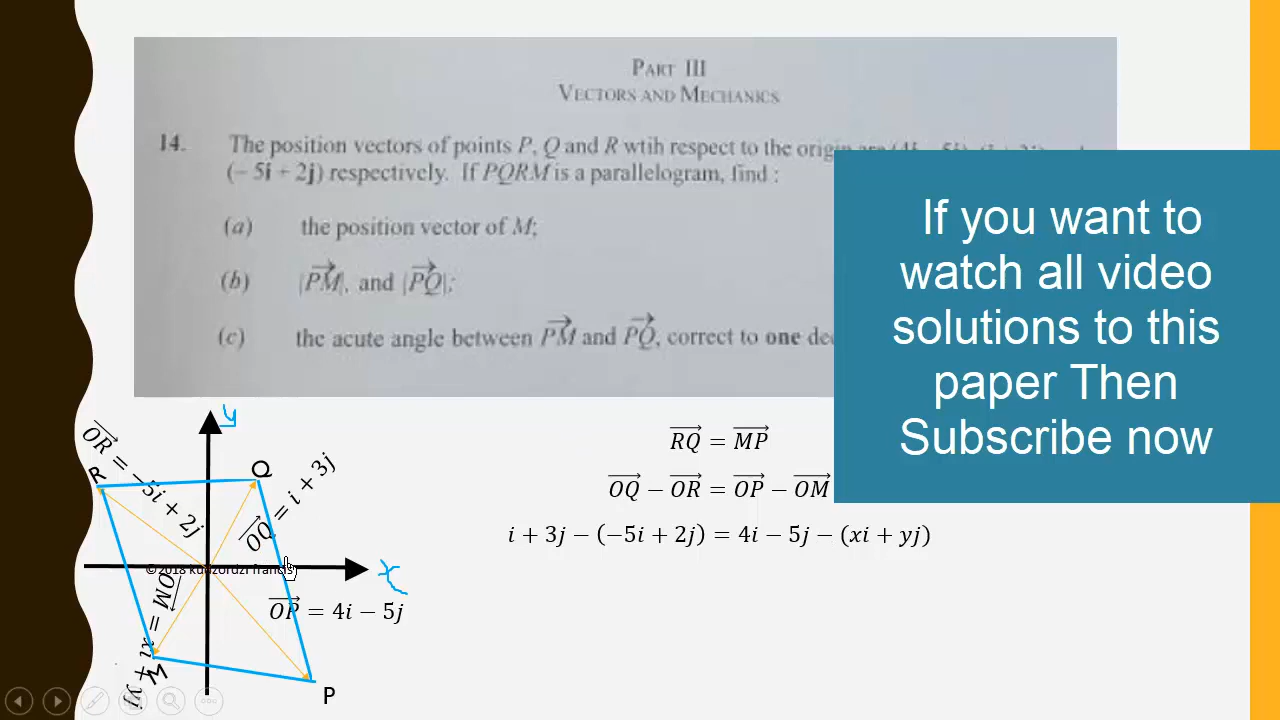 PART III
VECTORS AND MECHANICS
14. The position vectors of points P, Q and R wtih respect to the origin
(– 5i + 2j) respectively. If PQRM is a parallelogram, find :
(a) the position vector of M;
(b) |PM⃗|, and |PQ⃗|;
(c) the acute angle between PM⃗ and PQ⃗, correct to one
If you want to
watch all video
solutions to this
paper Then
Subscribe now
y
OR⃗ = −5i + 2j
R
Q
OQ⃗ = i + 3j
x
©2018 kudzordzi francis
OP⃗ = 4i − 5j
OM⃗ = xi + yj
M
P
RQ⃗ = MP⃗
OQ⃗ − OR⃗ = OP⃗ − OM⃗
i + 3j − (−5i + 2j) = 4i − 5j − (xi + yj)